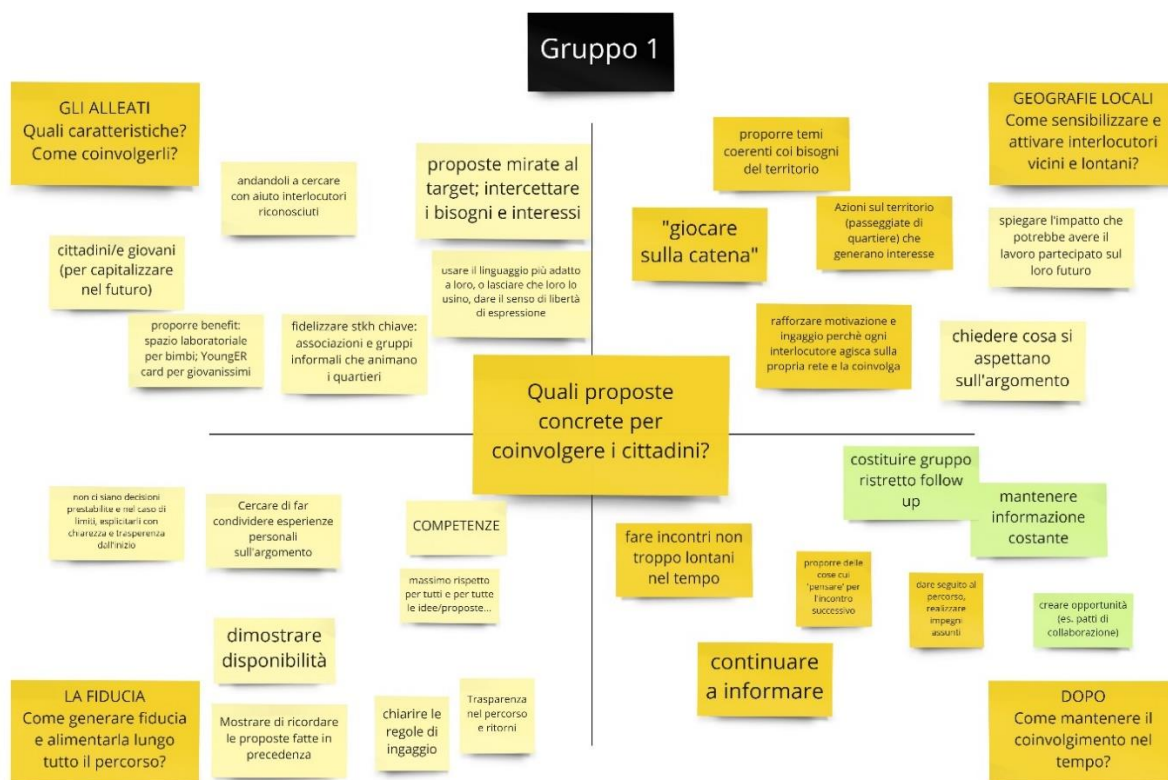 Gruppo 1
GLI ALLEATI
Quali caratteristiche?
Come coinvolgerli?
andandoli a cercare
con aiuto interlocutori
riconosciuti
proposte mirate al
target; intercettare
i bisogni e interessi
cittadini/e giovani
(per capitalizzare
nel futuro)
usare il linguaggio più adatto
a loro, o lasciare che loro lo
usino, dare il senso di libertà
di espressione
proporre benefit:
spazio laboratoriale
per bimbi; YoungER
card per giovanissimi
fidelizzare stkh chiave:
associazioni e gruppi
informali che animano
i quartieri
GEOGRAFIE LOCALI
Come sensibilizzare e
attivare interlocutori
vicini e lontani?
proporre temi
coerenti coi bisogni
del territorio
"giocare
sulla catena"
Azioni sul territorio
(passeggiate di
quartiere) che
generano interesse
spiegare l'impatto che
potrebbe avere il
lavoro partecipato sul
loro futuro
rafforzare motivazione e
ingaggio perchè ogni
interlocutore agisca sulla
propria rete e la coinvolga
chiedere cosa si
aspettano
sull'argomento
Quali proposte
concrete per
coinvolgere i cittadini?
non ci siano decisioni
prestabilite e nel caso di
limiti, esplicitarli con
chiarezza e trasperenza
dall'inizio
Cercare di far
condividere esperienze
personali
sull'argomento
COMPETENZE
massimo rispetto
per tutti e per tutte
le idee/proposte...
dimostrare
disponibilità
LA FIDUCIA
Come generare fiducia
e alimentarla lungo
tutto il percorso?
Mostrare di ricordare
le proposte fatte in
precedenza
chiarire le
regole di
ingaggio
Trasparenza
nel percorso
e ritorni
costituire gruppo
ristretto follow
up
mantenere
informazione
costante
fare incontri non
troppo lontani
nel tempo
proporre delle
cose cui
'pensare' per
l'incontro
successivo
dare seguito al
percorso,
realizzare
impegni
assunti
creare opportunità
(es. patti di
collaborazione)
continuare
a informare
DOPO
Come mantenere il
coinvolgimento nel
tempo?